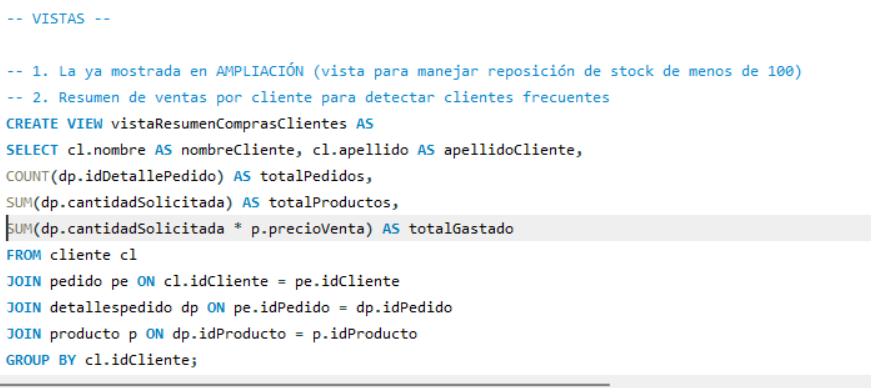 -- VISTAS --
-- 1. La ya mostrada en AMPLIACIÓN (vista para manejar reposición de stock de menos de 100)
-- 2. Resumen de ventas por cliente para detectar clientes frecuentes
CREATE VIEW vistaResumenComprasClientes AS
SELECT cl.nombre AS nombreCliente, cl.apellido AS apellidoCliente,
COUNT(dp.idDetallePedido) AS totalPedidos,
SUM(dp.cantidadSolicitada) AS totalProductos,
SUM(dp.cantidadSolicitada * p.precioVenta) AS totalGastado
FROM cliente cl
JOIN pedido pe ON cl.idCliente = pe.idCliente
JOIN detallespedido dp ON pe.idPedido = dp.idPedido
JOIN producto p ON dp.idProducto = p.idProducto
GROUP BY cl.idCliente;